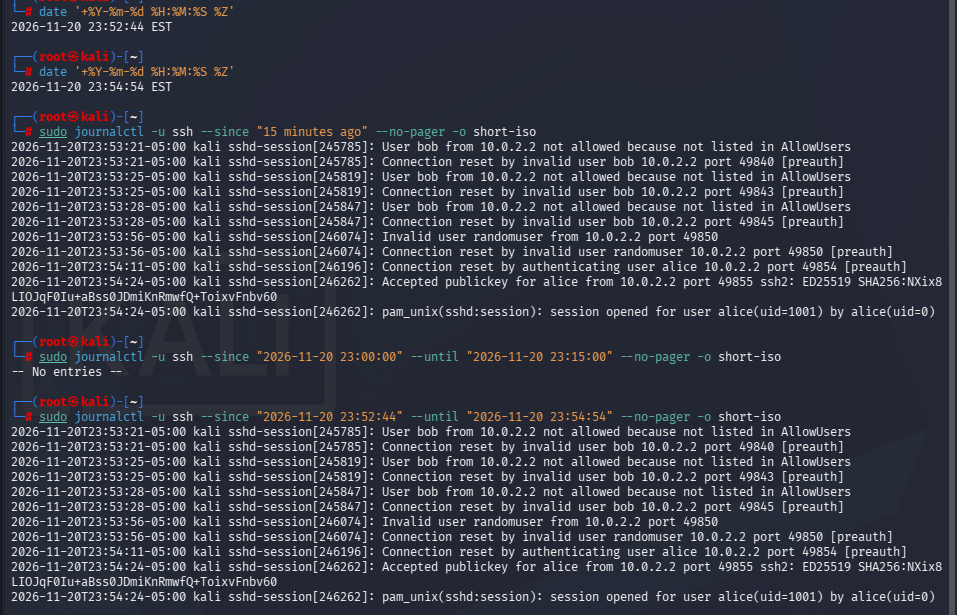 └─# date '+%Y-%m-%d %H:%M:%S %Z'
2026-11-20 23:52:44 EST
┌──(root㉿kali)-[~]
└─# date '+%Y-%m-%d %H:%M:%S %Z'
2026-11-20 23:54:54 EST
┌──(root㉿kali)-[~]
└─# sudo journalctl -u ssh --since "15 minutes ago" --no-pager -o short-iso
2026-11-20T23:53:21-05:00 kali sshd-session[245785]: User bob from 10.0.2.2 not allowed because not listed in AllowUsers
2026-11-20T23:53:21-05:00 kali sshd-session[245785]: Connection reset by invalid user bob 10.0.2.2 port 49840 [preauth]
2026-11-20T23:53:25-05:00 kali sshd-session[245819]: User bob from 10.0.2.2 not allowed because not listed in AllowUsers
2026-11-20T23:53:25-05:00 kali sshd-session[245819]: Connection reset by invalid user bob 10.0.2.2 port 49843 [preauth]
2026-11-20T23:53:28-05:00 kali sshd-session[245847]: User bob from 10.0.2.2 not allowed because not listed in AllowUsers
2026-11-20T23:53:28-05:00 kali sshd-session[245847]: Connection reset by invalid user bob 10.0.2.2 port 49845 [preauth]
2026-11-20T23:53:56-05:00 kali sshd-session[246074]: Invalid user randomuser from 10.0.2.2 port 49850
2026-11-20T23:53:56-05:00 kali sshd-session[246074]: Connection reset by invalid user randomuser 10.0.2.2 port 49850 [preauth]
2026-11-20T23:54:11-05:00 kali sshd-session[246196]: Connection reset by authenticating user alice 10.0.2.2 port 49854 [preauth]
2026-11-20T23:54:24-05:00 kali sshd-session[246262]: Accepted publickey for alice from 10.0.2.2 port 49855 ssh2: ED25519 SHA256:NXix8
LIOJqF0Iu+aBss0JDmiKnRmwfQ+ToixvFnbv60
2026-11-20T23:54:24-05:00 kali sshd-session[246262]: pam_unix(sshd:session): session opened for user alice(uid=1001) by alice(uid=0)
┌──(root㉿kali)-[~]
└─# sudo journalctl -u ssh --since "2026-11-20 23:00:00" --until "2026-11-20 23:15:00" --no-pager -o short-iso
-- No entries --
┌──(root㉿kali)-[~]
└─# sudo journalctl -u ssh --since "2026-11-20 23:52:44" --until "2026-11-20 23:54:54" --no-pager -o short-iso
2026-11-20T23:53:21-05:00 kali sshd-session[245785]: User bob from 10.0.2.2 not allowed because not listed in AllowUsers
2026-11-20T23:53:21-05:00 kali sshd-session[245785]: Connection reset by invalid user bob 10.0.2.2 port 49840 [preauth]
2026-11-20T23:53:25-05:00 kali sshd-session[245819]: User bob from 10.0.2.2 not allowed because not listed in AllowUsers
2026-11-20T23:53:25-05:00 kali sshd-session[245819]: Connection reset by invalid user bob 10.0.2.2 port 49843 [preauth]
2026-11-20T23:53:28-05:00 kali sshd-session[245847]: User bob from 10.0.2.2 not allowed because not listed in AllowUsers
2026-11-20T23:53:28-05:00 kali sshd-session[245847]: Connection reset by invalid user bob 10.0.2.2 port 49845 [preauth]
2026-11-20T23:53:56-05:00 kali sshd-session[246074]: Invalid user randomuser from 10.0.2.2 port 49850
2026-11-20T23:53:56-05:00 kali sshd-session[246074]: Connection reset by invalid user randomuser 10.0.2.2 port 49850 [preauth]
2026-11-20T23:54:11-05:00 kali sshd-session[246196]: Connection reset by authenticating user alice 10.0.2.2 port 49854 [preauth]
2026-11-20T23:54:24-05:00 kali sshd-session[246262]: Accepted publickey for alice from 10.0.2.2 port 49855 ssh2: ED25519 SHA256:NXix8
LIOJqF0Iu+aBss0JDmiKnRmwfQ+ToixvFnbv60
2026-11-20T23:54:24-05:00 kali sshd-session[246262]: pam_unix(sshd:session): session opened for user alice(uid=1001) by alice(uid=0)
KALI